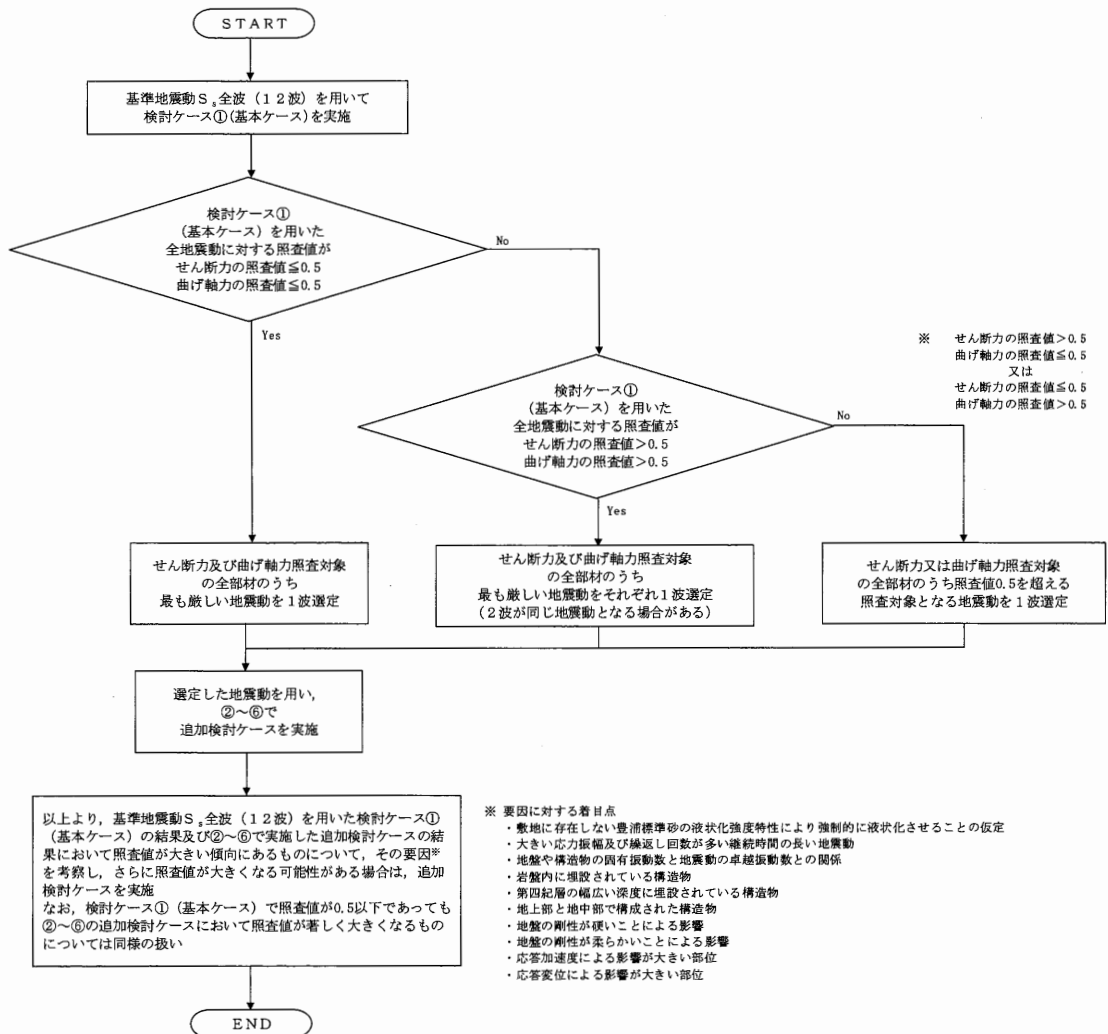 START
基準地震動Ｓｓ全波（１２波）を用いて
検討ケース①(基本ケース)を実施
検討ケース①
（基本ケース）を用いた
全地震動に対する照査値が
せん断力の照査値≦0.5
曲げ軸力の照査値≦0.5
No
Yes
※ せん断力の照査値＞0.5
曲げ軸力の照査値≦0.5
又は
せん断力の照査値≦0.5
曲げ軸力の照査値＞0.5
検討ケース①
（基本ケース）を用いた
全地震動に対する照査値が
せん断力の照査値＞0.5
曲げ軸力の照査値＞0.5
No
Yes
せん断力及び曲げ軸力照査対象
の全部材のうち
最も厳しい地震動を１波選定
せん断力及び曲げ軸力照査対象
の全部材のうち
最も厳しい地震動をそれぞれ１波選定
（２波が同じ地震動となる場合がある）
せん断力又は曲げ軸力照査対象
の全部材のうち照査値0.5を超える
照査対象となる地震動を１波選定
選定した地震動を用い，
②～⑥で
追加検討ケースを実施
以上より，基準地震動Ｓｓ全波（１２波）を用いた検討ケース①
（基本ケース）の結果及び②～⑥で実施した追加検討ケースの結
果において照査値が大きい傾向にあるものについて，その要因※
を考察し，さらに照査値が大きくなる可能性がある場合は，追加
検討ケースを実施
なお，検討ケース①（基本ケース）で照査値が0.5以下であっても
②～⑥の追加検討ケースにおいて照査値が著しく大きくなるもの
については同様の扱い
※ 要因に対する着目点
・敷地に存在しない豊浦標準砂の液状化強度特性により強制的に液状化させることの仮定
・大きい応力振幅及び繰返し回数が多い継続時間の長い地震動
・地盤や構造物の固有振動数と地震動の卓越振動数との関係
・岩盤内に埋設されている構造物
・第四紀層の幅広い深度に埋設されている構造物
・地上部と地中部で構成された構造物
・地盤の剛性が硬いことによる影響
・地盤の剛性が柔らかいことによる影響
・応答加速度による影響が大きい部位
・応答変位による影響が大きい部位
END